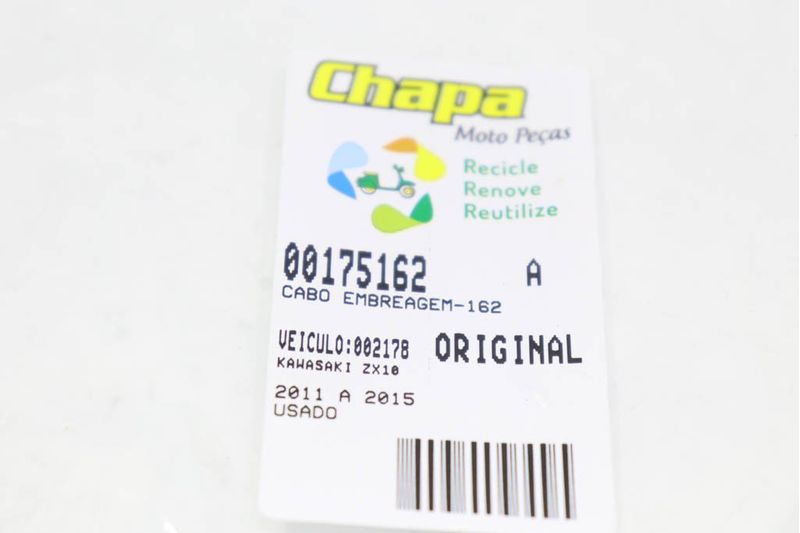 Chapa
Moto Peças
Recicle
Renove
Reutilize
00175162 A
CABO EMBREAGEM-162
VEICULO:002178 ORIGINAL
KAWASAKI ZX10
2011 A 2015
USADO